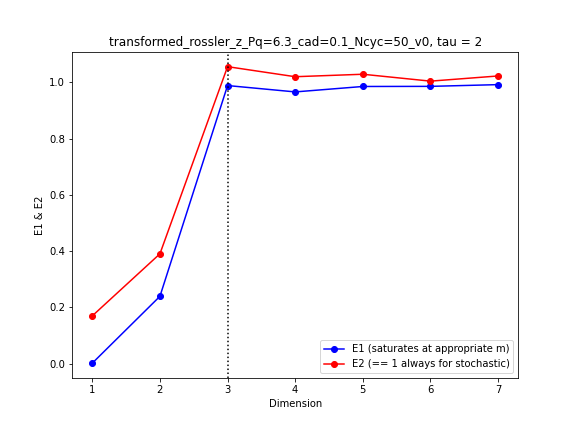 transformed_rossler_z_Pq=6.3_cad=0.1_Ncyc=50_v0, tau = 2
1.0
0.8
0.6
0.4
0.2
0.0
E1 & E2
E1 (saturates at appropriate m)
E2 (== 1 always for stochastic)
1 2 3 4 5 6 7
Dimension